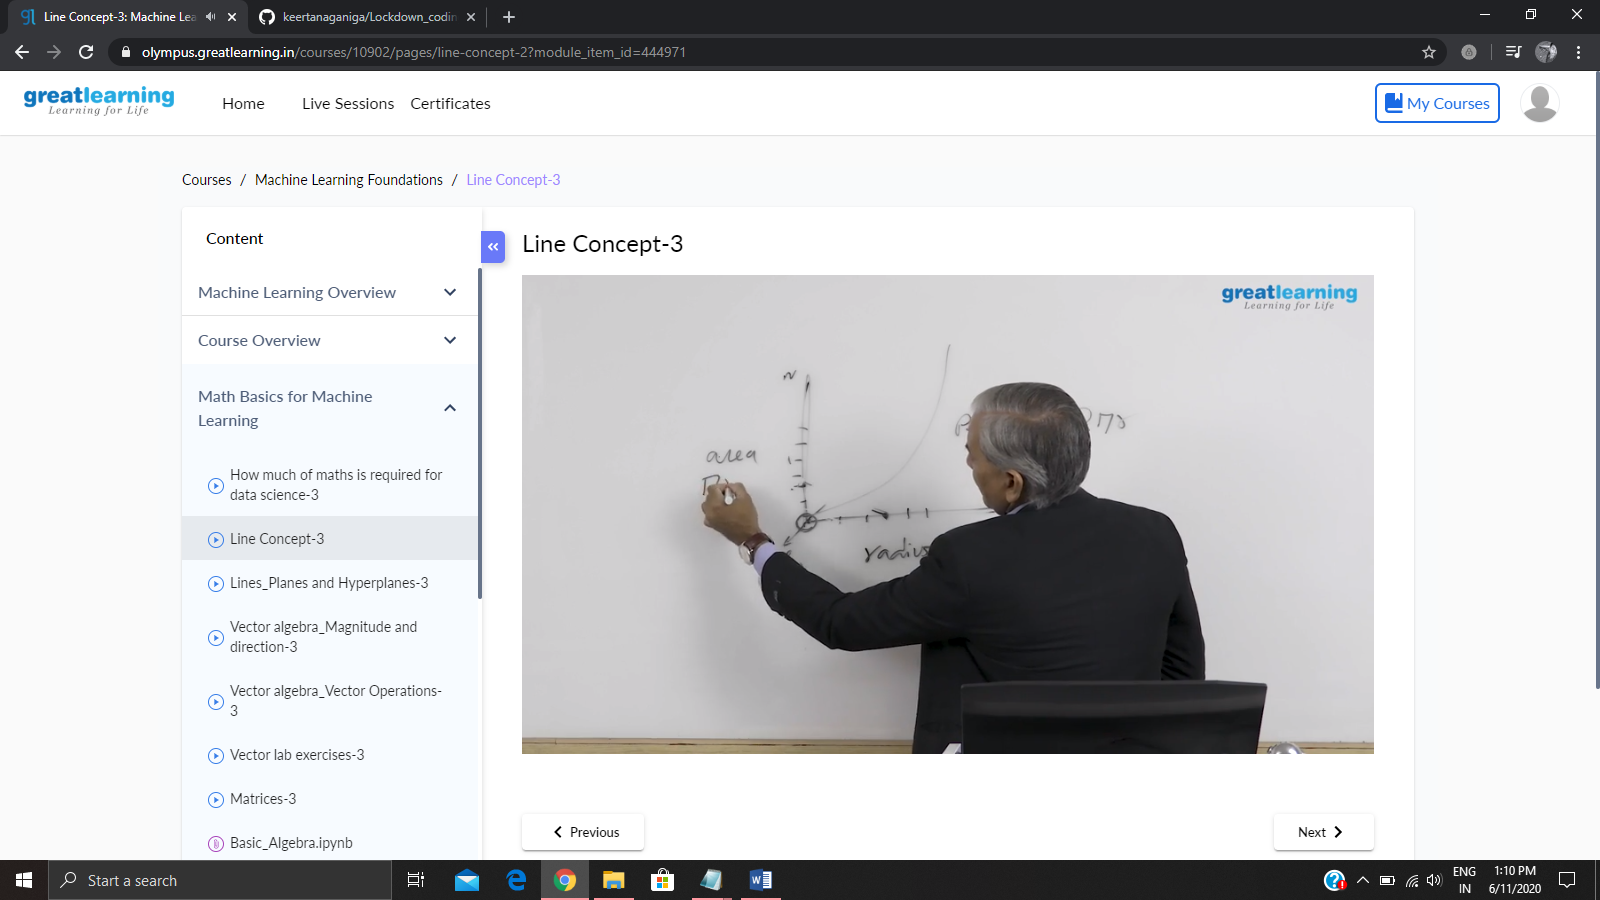 Line Concept-3: Machine Lea
keertanaganiga/Lockdown_codin
olympus.greatlearning.in/courses/10902/pages/line-concept-2?module_item_id=444971
greatlearning
Learning for Life
Home
Live Sessions
Certificates
My Courses
Courses / Machine Learning Foundations / Line Concept-3
Content
Machine Learning Overview
Course Overview
Math Basics for Machine
Learning
How much of maths is required for
data science-3
Line Concept-3
Lines_Planes and Hyperplanes-3
Vector algebra_Magnitude and
direction-3
Vector algebra_Vector Operations-
3
Vector lab exercises-3
Matrices-3
Basic_Algebra.ipynb
Line Concept-3
greatlearning
Learning for Life
area
radius
Previous
Next
Start a search
ENG
IN
1:10 PM
6/11/2020